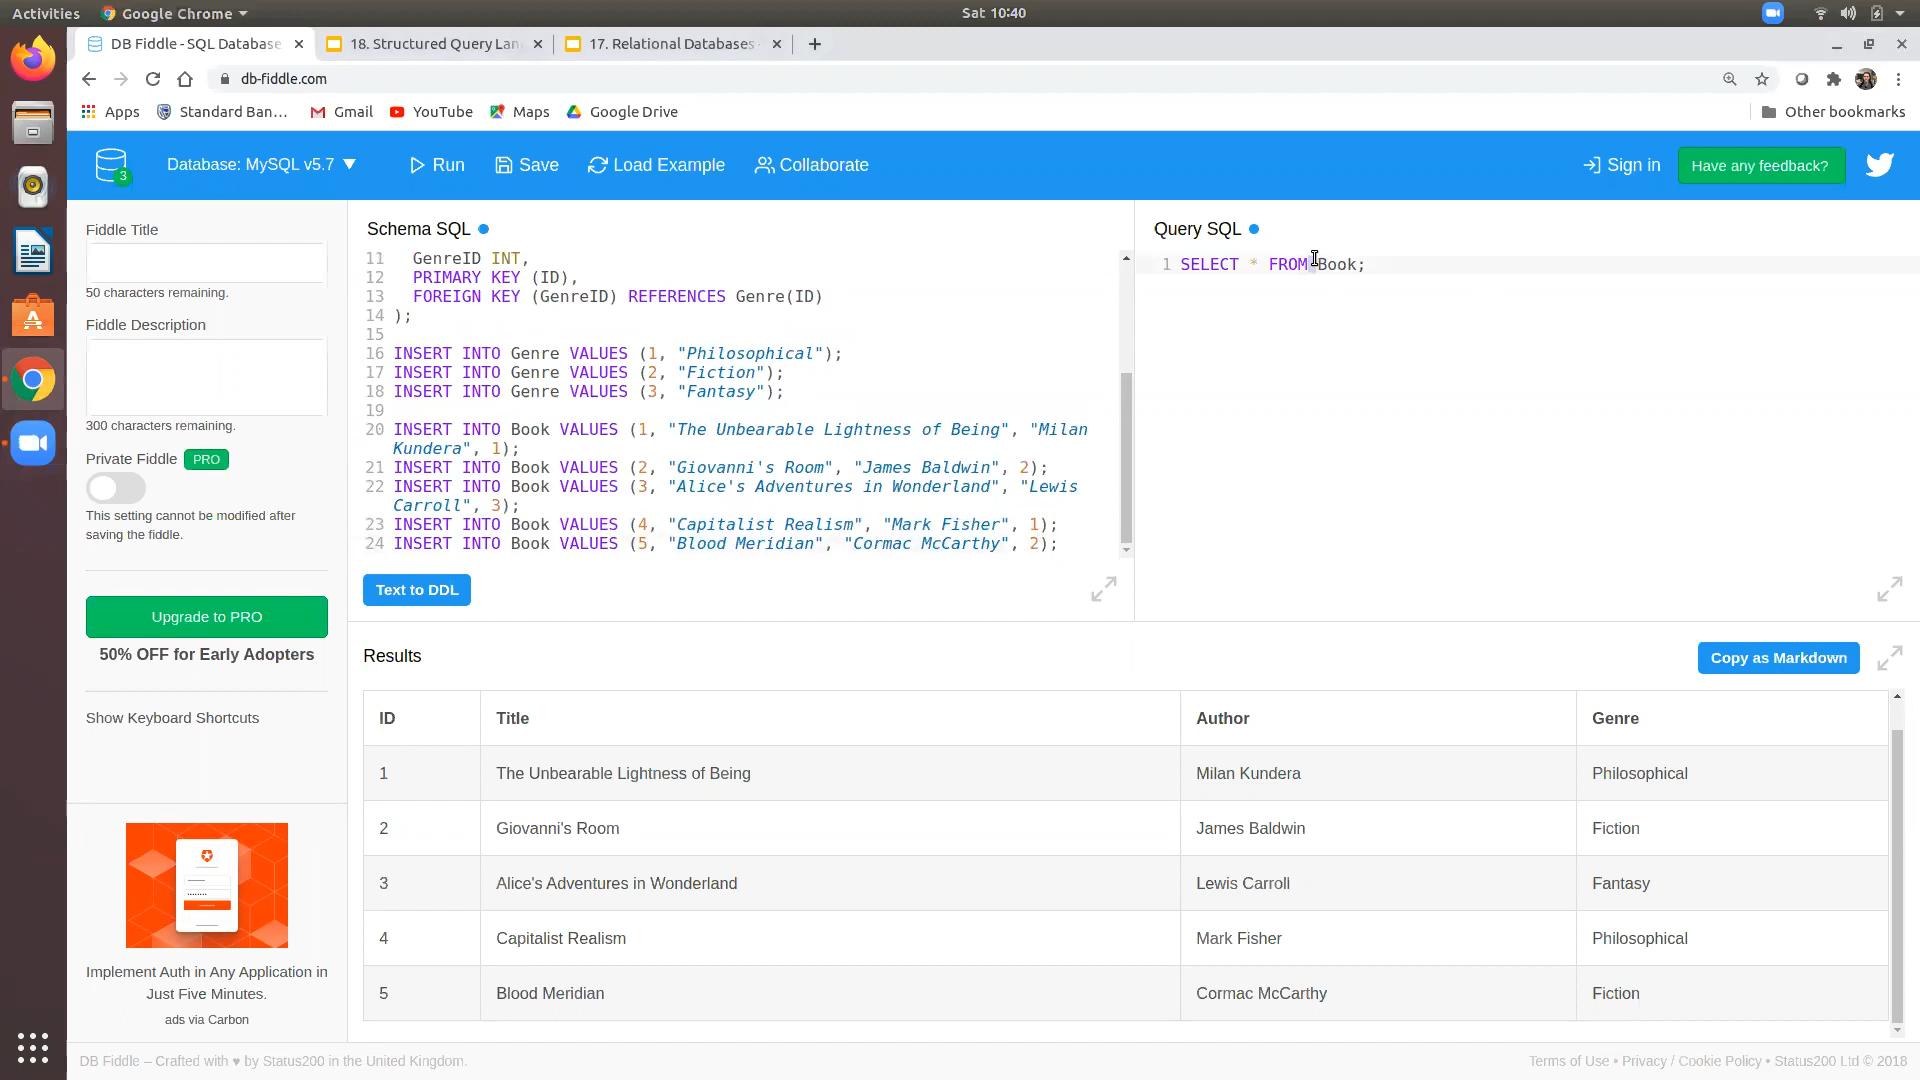 Activities
Google Chrome
Sat 10:40
DB Fiddle - SQL Database
18. Structured Query Lan
17. Relational Databases -
db-fiddle.com
Apps
Standard Ban...
Gmail
YouTube
Maps
Google Drive
Other bookmarks
3
Database: MySQL v5.7 ▼
Run
Save
Load Example
Collaborate
Sign in
Have any feedback?
Fiddle Title
50 characters remaining.
Fiddle Description
300 characters remaining.
Private Fiddle PRO
This setting cannot be modified after
saving the fiddle.
Upgrade to PRO
50% OFF for Early Adopters
Show Keyboard Shortcuts
Implement Auth in Any Application in
Just Five Minutes.
ads via Carbon
Schema SQL
11 GenreID INT,
12 PRIMARY KEY (ID),
13 FOREIGN KEY (GenreID) REFERENCES Genre(ID)
14 );
15
16 INSERT INTO Genre VALUES (1, "Philosophical");
17 INSERT INTO Genre VALUES (2, "Fiction");
18 INSERT INTO Genre VALUES (3, "Fantasy");
19
20 INSERT INTO Book VALUES (1, "The Unbearable Lightness of Being", "Milan
Kundera", 1);
21 INSERT INTO Book VALUES (2, "Giovanni's Room", "James Baldwin", 2);
22 INSERT INTO Book VALUES (3, "Alice's Adventures in Wonderland", "Lewis
Carroll", 3);
23 INSERT INTO Book VALUES (4, "Capitalist Realism", "Mark Fisher", 1);
24 INSERT INTO Book VALUES (5, "Blood Meridian", "Cormac McCarthy", 2);
Text to DDL
Query SQL
1 SELECT * FROM Book;
Results
Copy as Markdown
ID Title Author Genre
1 The Unbearable Lightness of Being Milan Kundera Philosophical
2 Giovanni's Room James Baldwin Fiction
3 Alice's Adventures in Wonderland Lewis Carroll Fantasy
4 Capitalist Realism Mark Fisher Philosophical
5 Blood Meridian Cormac McCarthy Fiction
DB Fiddle – Crafted with ♥ by Status200 in the United Kingdom.
Terms of Use • Privacy / Cookie Policy • Status200 Ltd © 2018